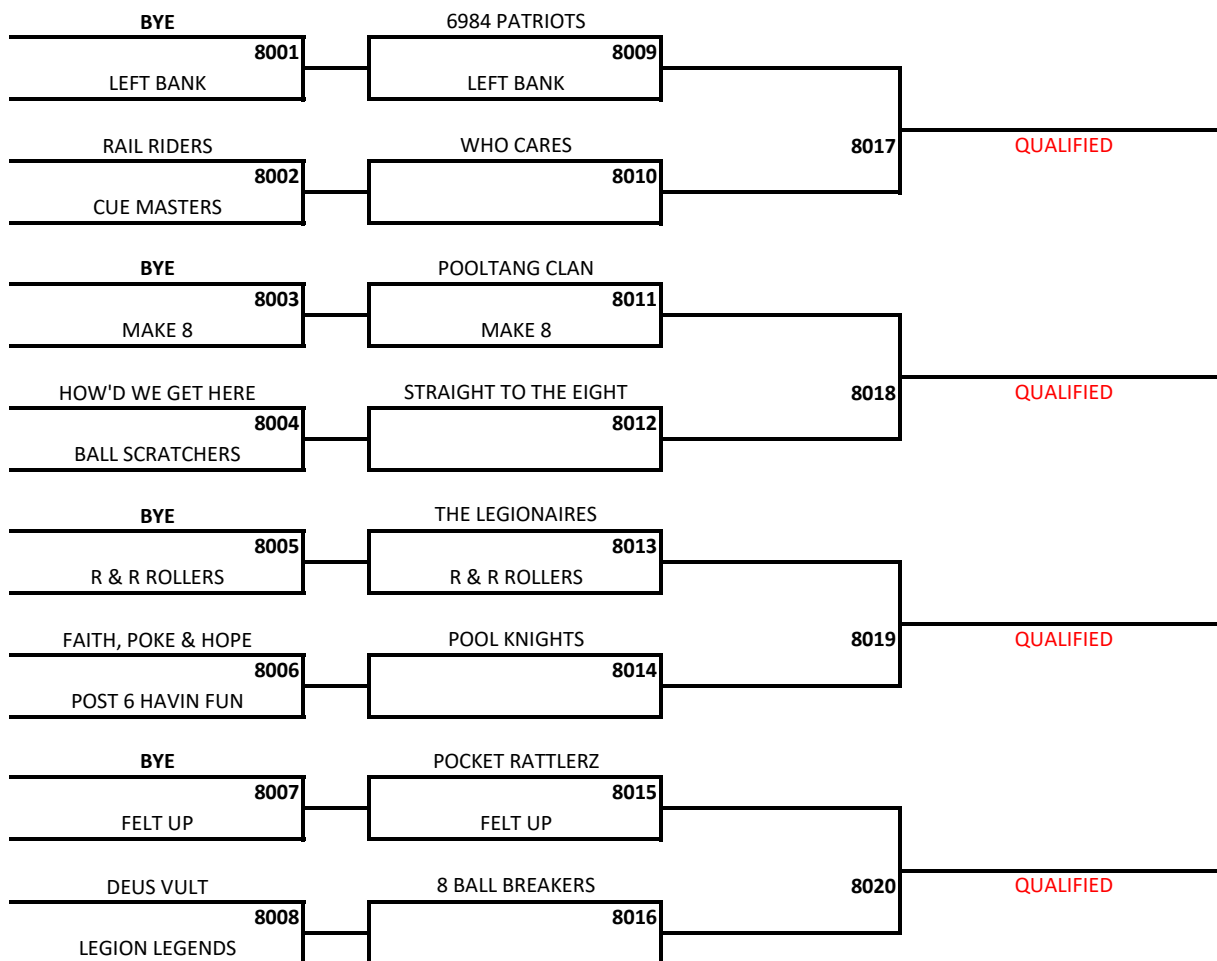 BYE
6984 PATRIOTS
8001
8009
LEFT BANK
LEFT BANK
RAIL RIDERS
WHO CARES
8017
QUALIFIED
8002
8010
CUE MASTERS
BYE
POOLTANG CLAN
8003
8011
MAKE 8
MAKE 8
HOW'D WE GET HERE
STRAIGHT TO THE EIGHT
8018
QUALIFIED
8004
8012
BALL SCRATCHERS
BYE
THE LEGIONAIRES
8005
8013
R & R ROLLERS
R & R ROLLERS
FAITH, POKE & HOPE
POOL KNIGHTS
8019
QUALIFIED
8006
8014
POST 6 HAVIN FUN
BYE
POCKET RATTLERZ
8007
8015
FELT UP
FELT UP
DEUS VULT
8 BALL BREAKERS
8020
QUALIFIED
8008
8016
LEGION LEGENDS